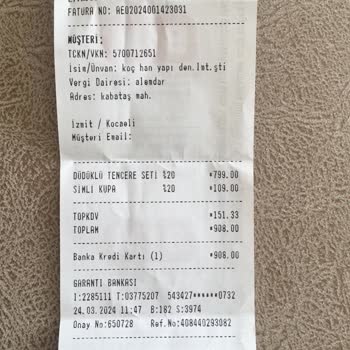 FATURA NO: AEU2024001423031
MÜŞTERİ;
TCKN/VKN: 5700712651
İsim/Ünvan: koç han yapı den.İmt.şti
Vergi Dairesi: alemdar
Adres: kabataş mah.
İzmit / Kocaeli
Müşteri Email:
DÜDÜKLÜ TENCERE SETİ %20 *799.00
SİMLİ KUPA %20 *109.00
TOPKDV *151.33
TOPLAM *908.00
Banka Kredi Kartı (1) *908.00
GARANTİ BANKASI
I:2285111 T:03775207 543427******0732
24.03.2024 11:47 B:182 S:3974
Onay No:650728 Ref.No:408440293082